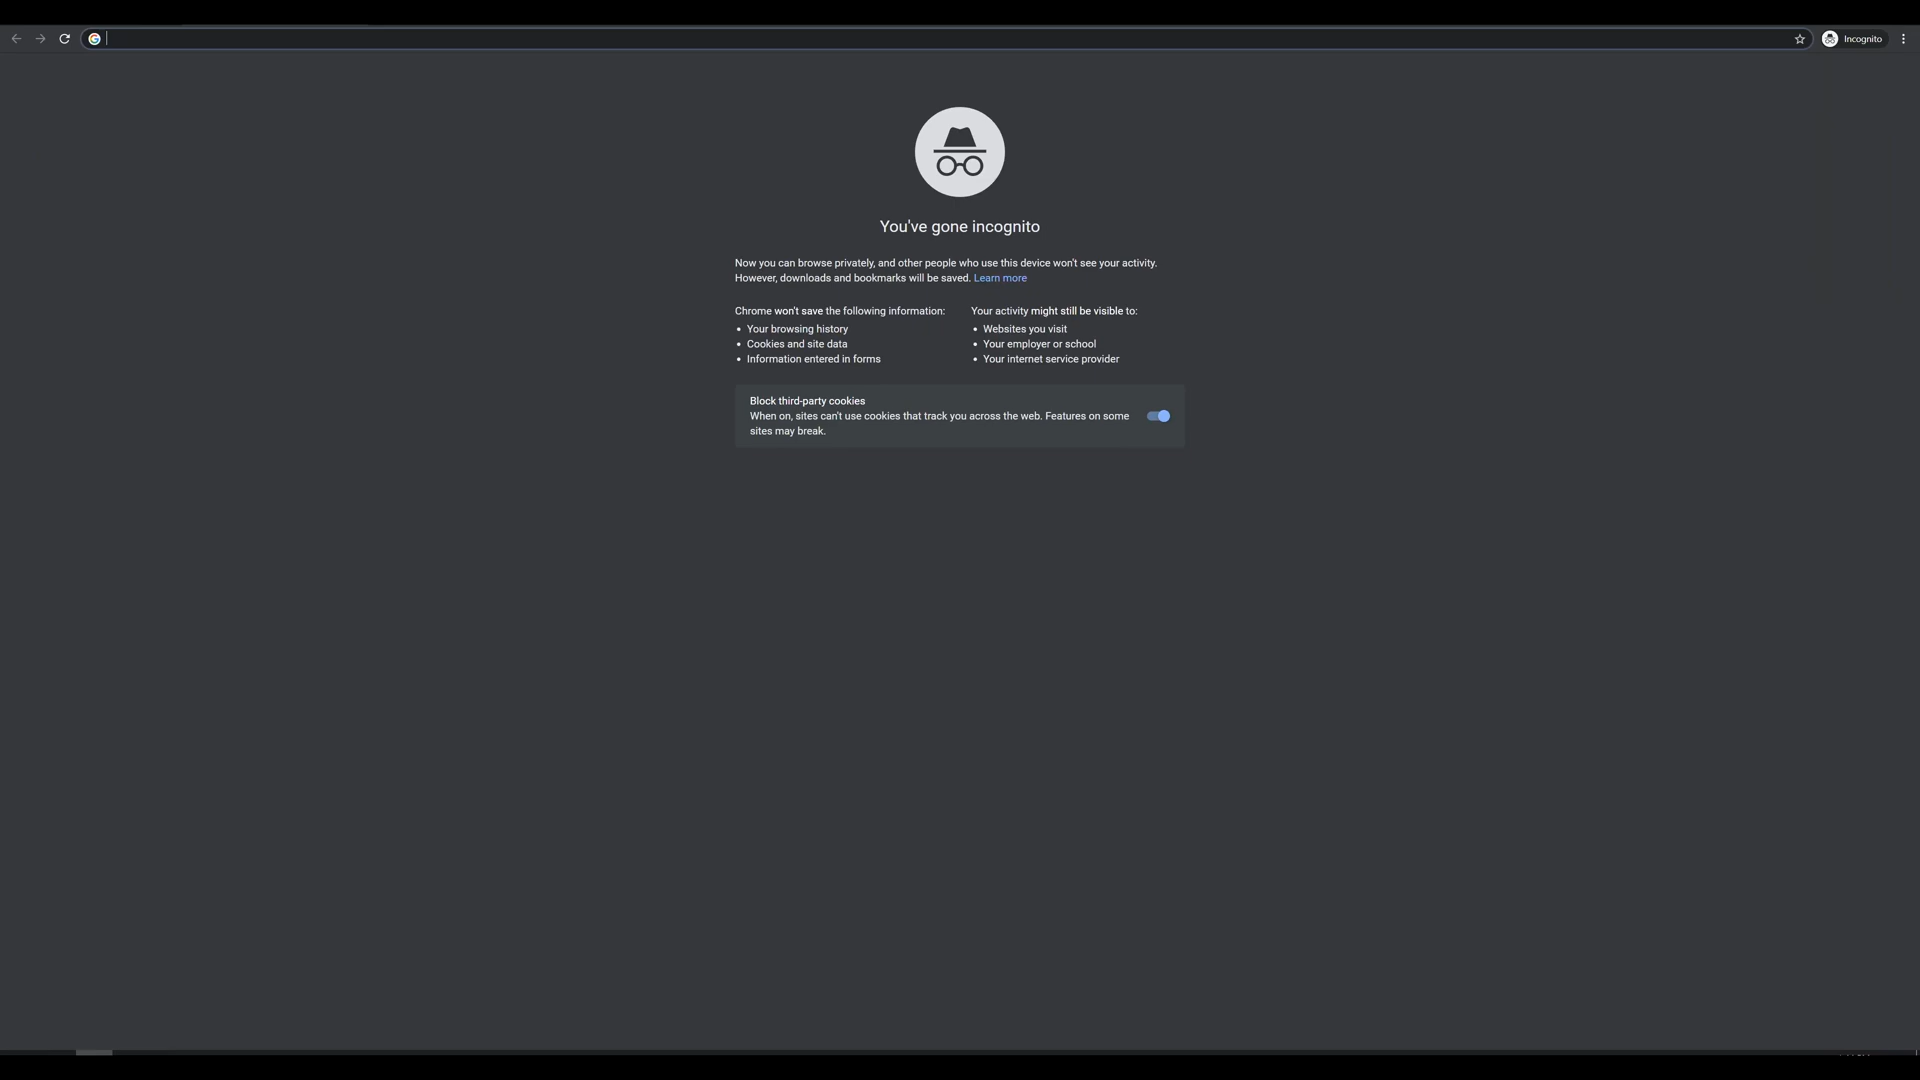 Incognito
You've gone incognito
Now you can browse privately, and other people who use this device won't see your activity.
However, downloads and bookmarks will be saved. Learn more
Chrome won't save the following information:
• Your browsing history
• Cookies and site data
• Information entered in forms
Your activity might still be visible to:
• Websites you visit
• Your employer or school
• Your internet service provider
Block third-party cookies
When on, sites can't use cookies that track you across the web. Features on some
sites may break.